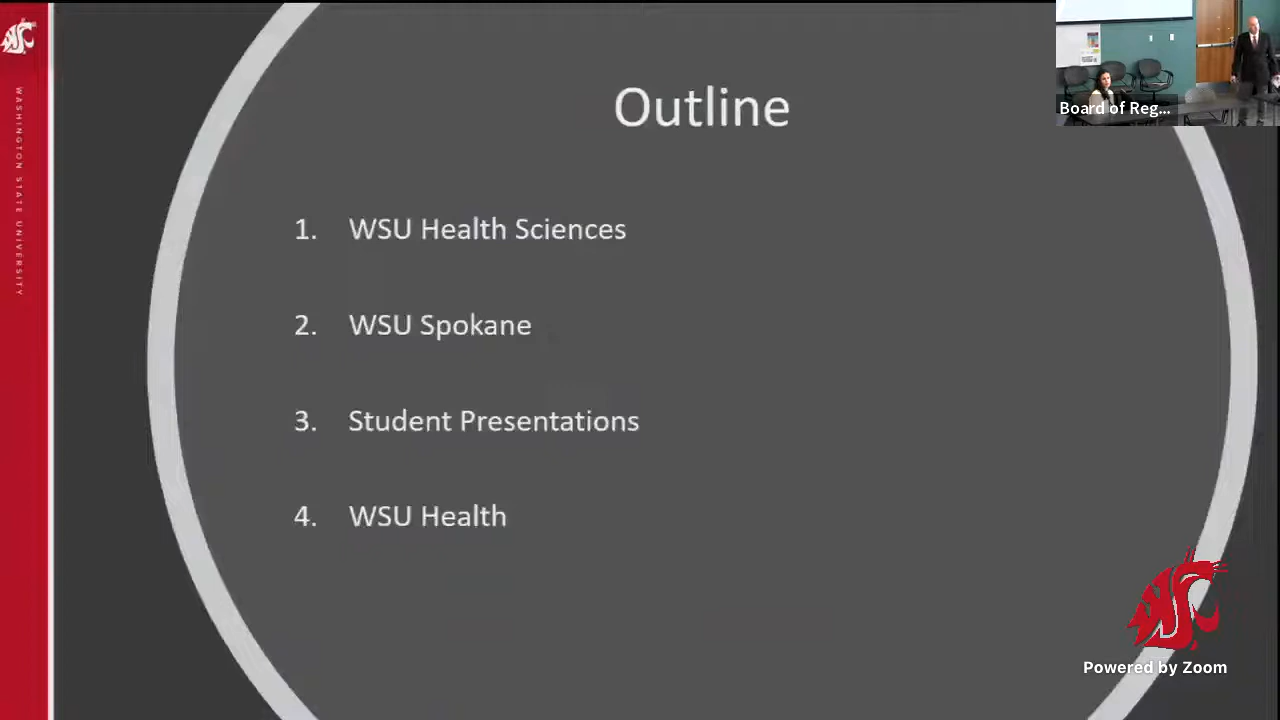 WASHINGTON STATE UNIVERSITY
Outline
Board of Reg...
1. WSU Health Sciences
2. WSU Spokane
3. Student Presentations
4. WSU Health
Powered by Zoom